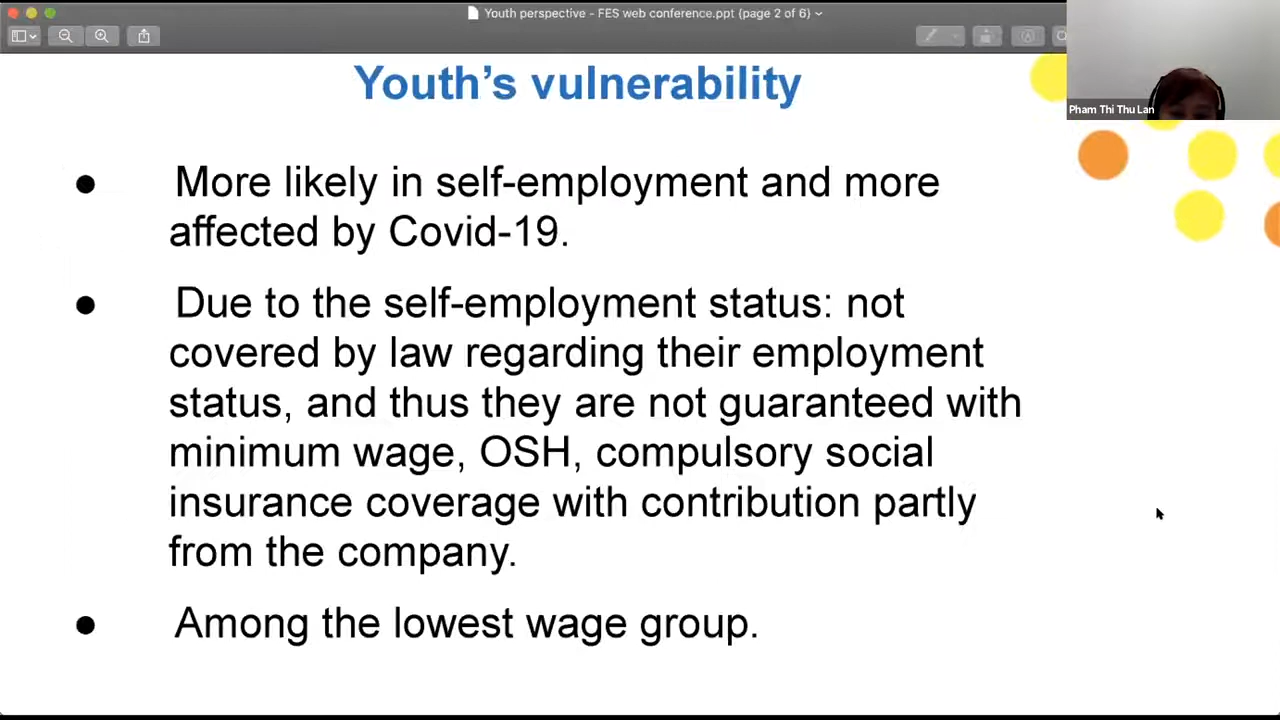 Youth perspective - FES web conference.ppt (page 2 of 6)
Pham Thi Thu Lan
Youth's vulnerability
● More likely in self-employment and more
affected by Covid-19.
● Due to the self-employment status: not
covered by law regarding their employment
status, and thus they are not guaranteed with
minimum wage, OSH, compulsory social
insurance coverage with contribution partly
from the company.
● Among the lowest wage group.